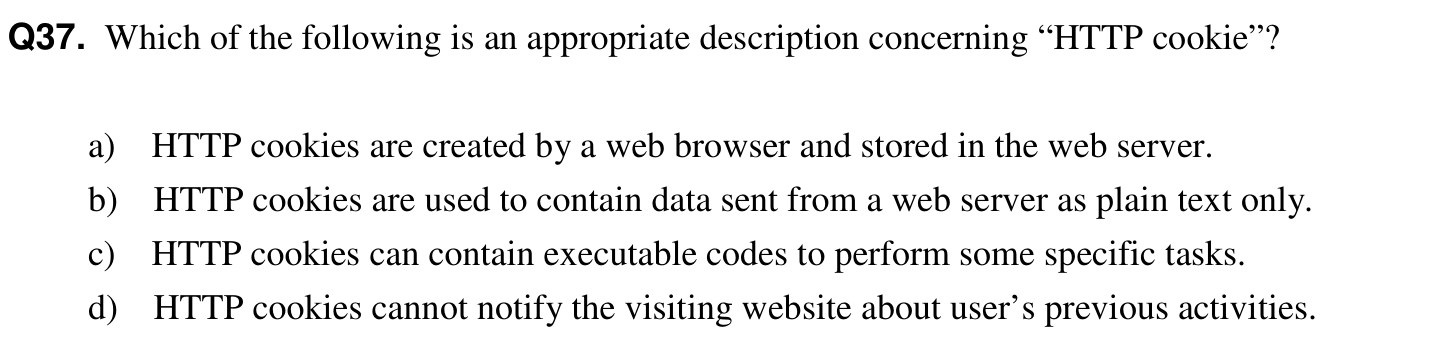 Q37. Which of the following is an appropriate description concerning “HTTP cookie”?
a) HTTP cookies are created by a web browser and stored in the web server.
b) HTTP cookies are used to contain data sent from a web server as plain text only.
c) HTTP cookies can contain executable codes to perform some specific tasks.
d) HTTP cookies cannot notify the visiting website about user’s previous activities.